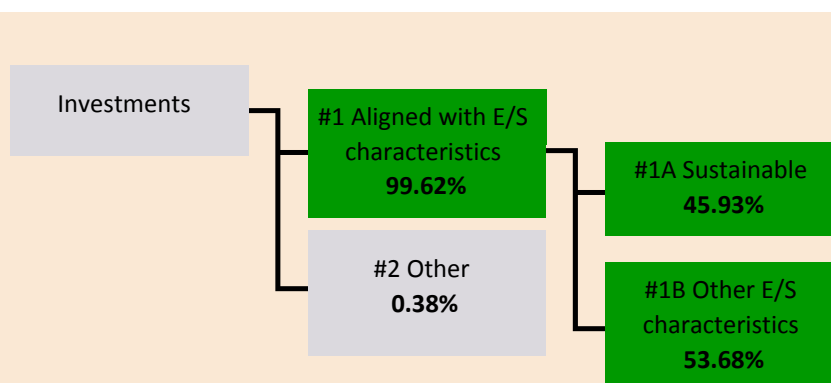 Investments
#1 Aligned with E/S
characteristics
99.62%
#2 Other
0.38%
#1A Sustainable
45.93%
#1B Other E/S
characteristics
53.68%